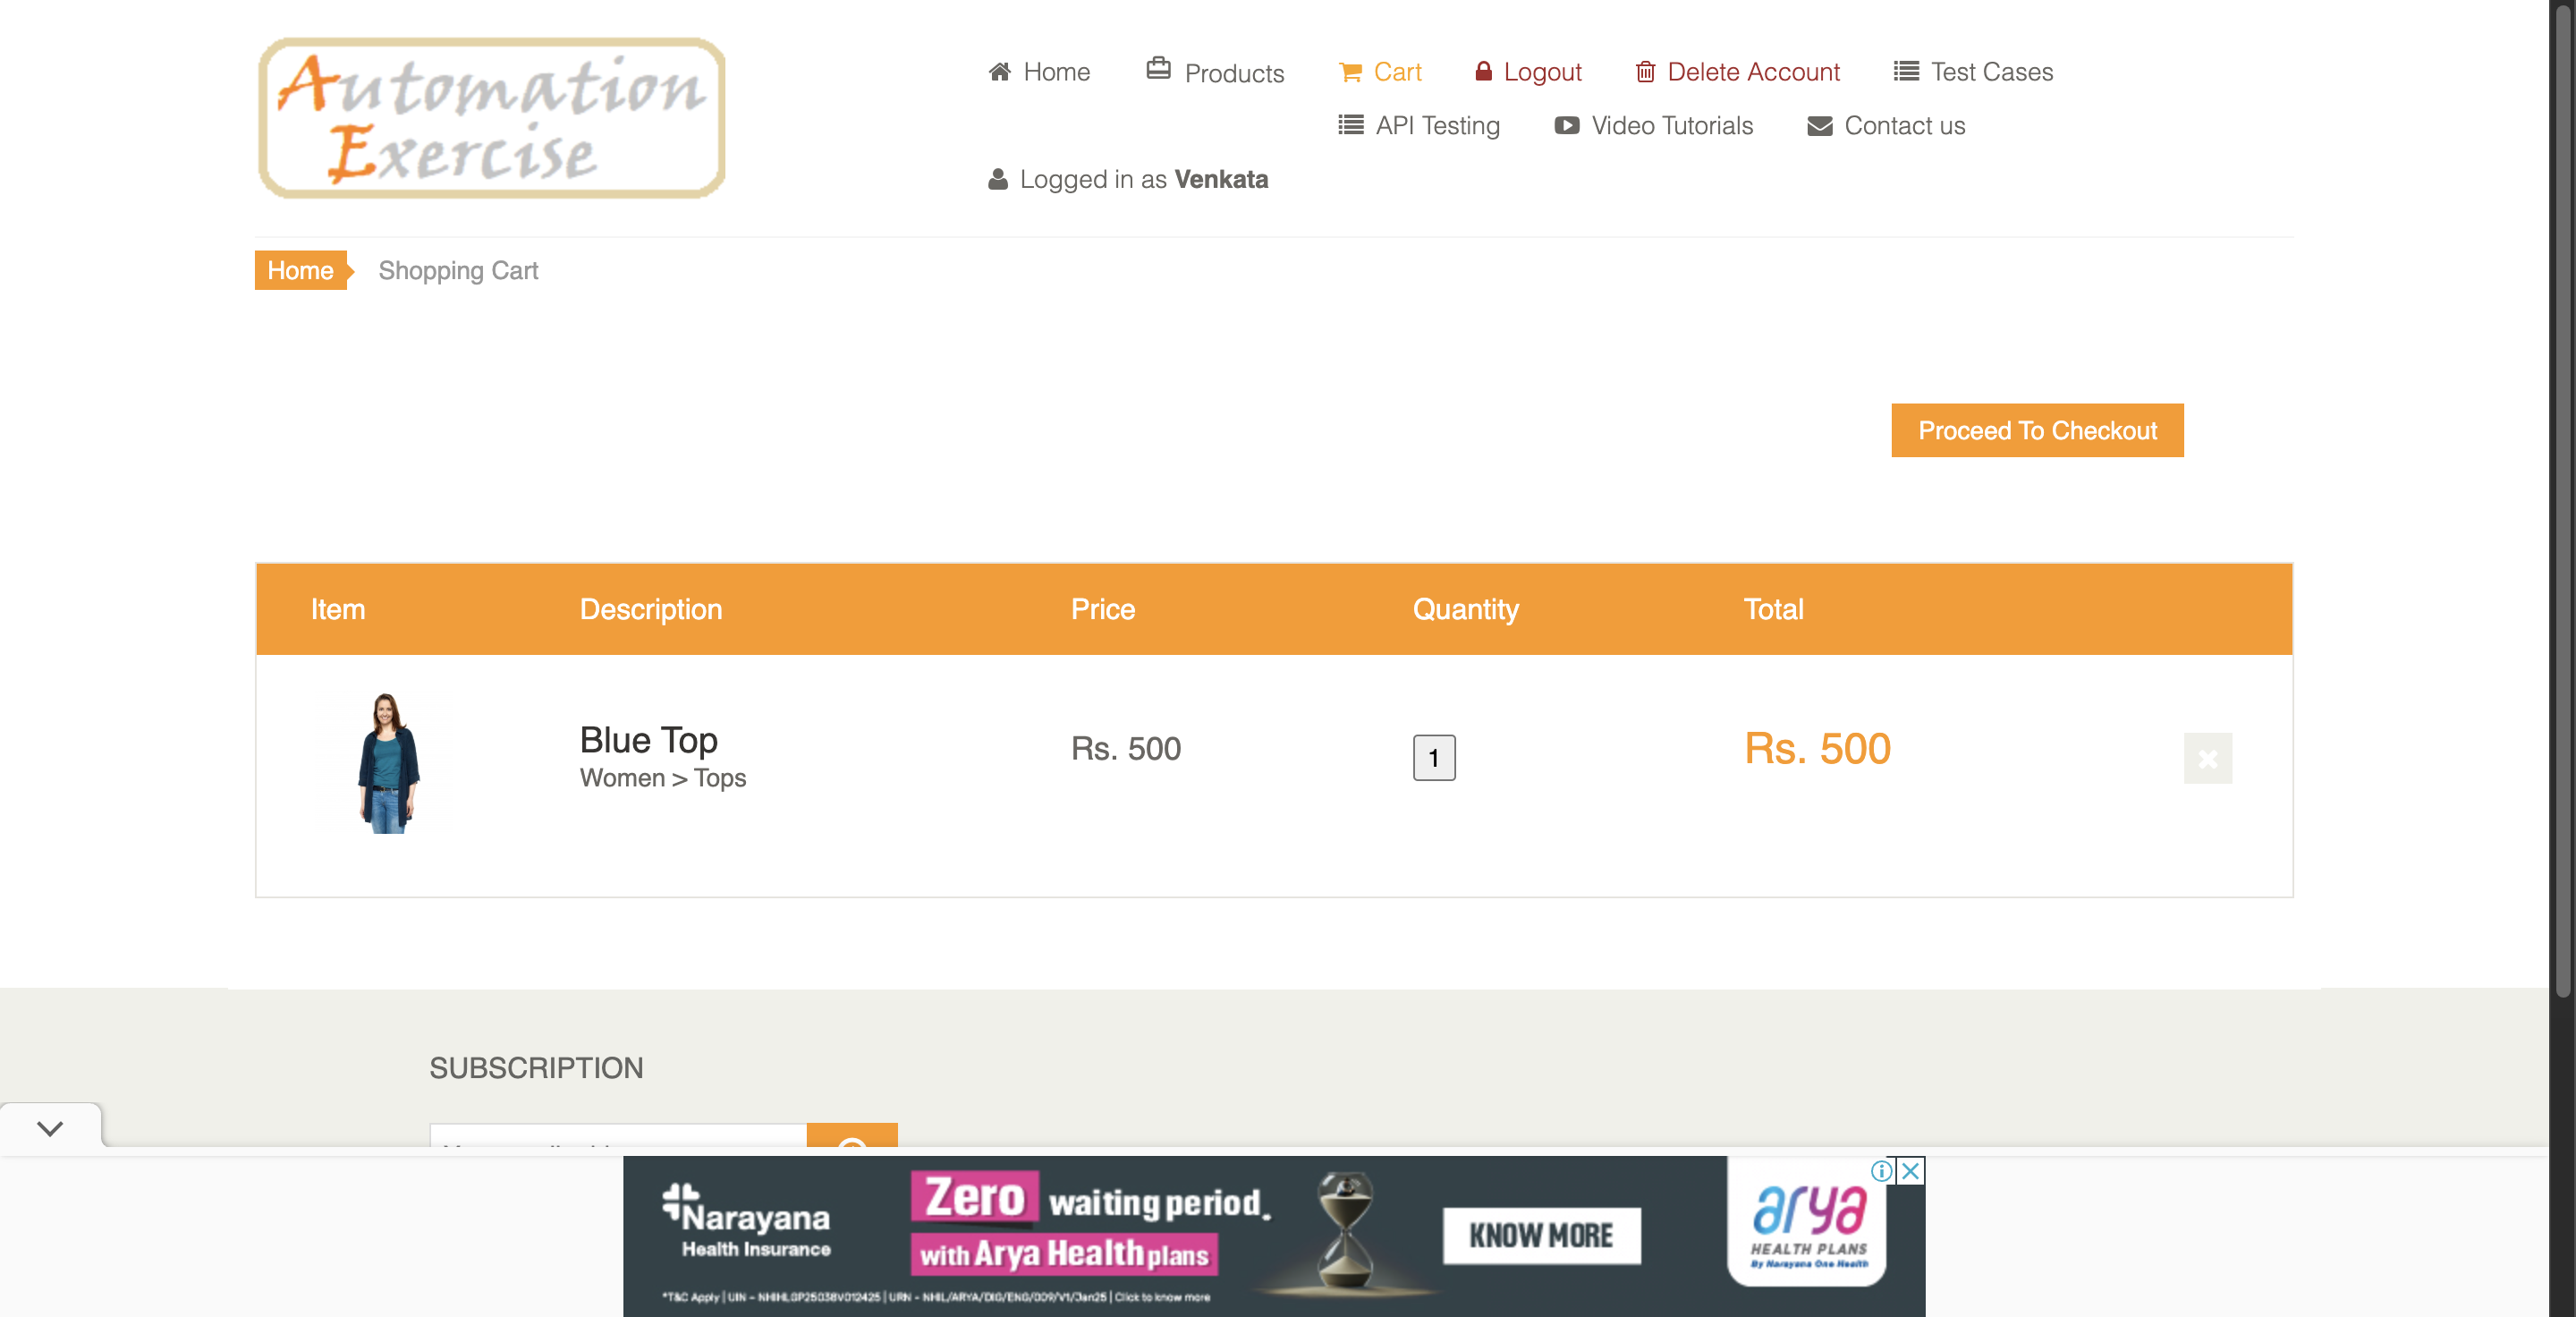 Automation
Exercise
Home
Products
Cart
Logout
Delete Account
Test Cases
API Testing
Video Tutorials
Contact us
Logged in as Venkata
Home
Shopping Cart
Proceed To Checkout
Item Description Price Quantity Total
Blue Top
Women > Tops
Rs. 500
1
Rs. 500
SUBSCRIPTION
Narayana
Health Insurance
Zero waiting period.
with Arya Health plans
KNOW MORE
arya
HEALTH PLANS
By Narayana One Health
*T&C Apply | UIN - NHIHLGP25038V012425 | URN - NHIL/ARYA/DIG/ENG/009/V1/Jan25 | Click to know more